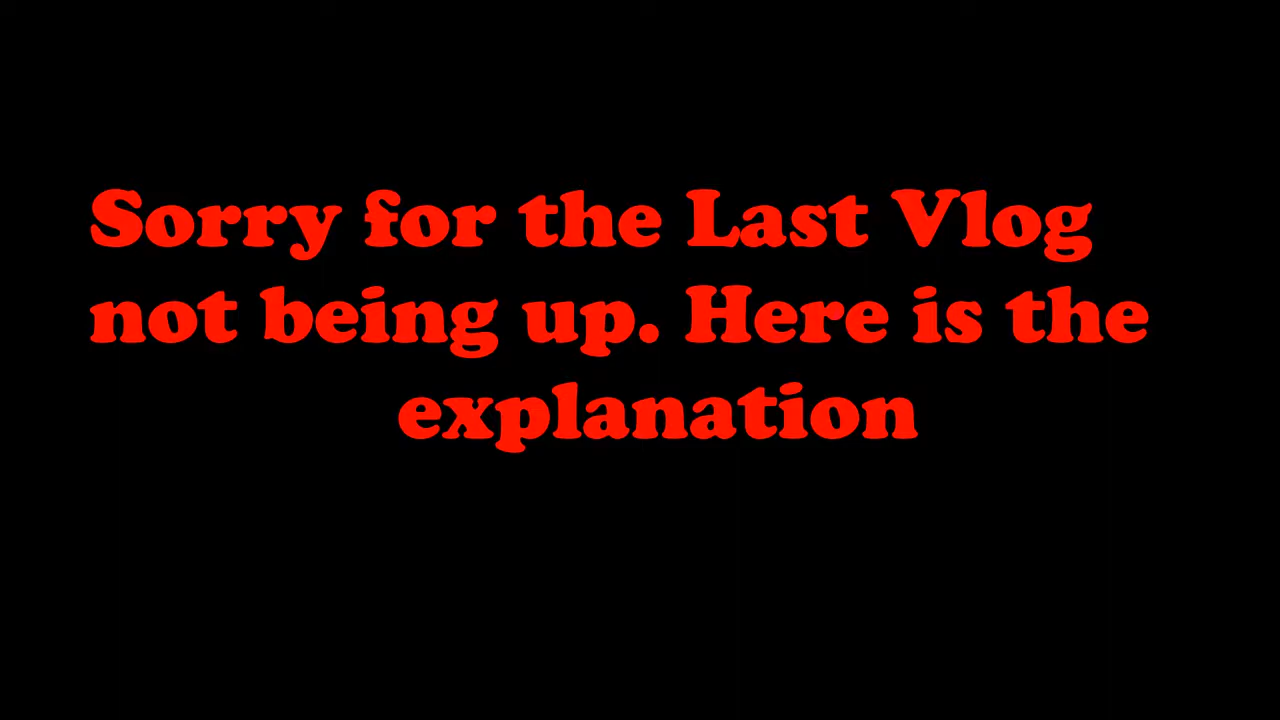 Sorry for the Last Vlog
not being up. Here is the
explanation